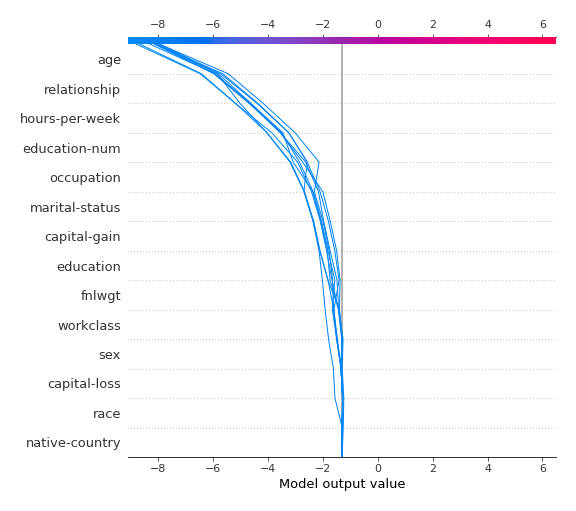 −8 −6 −4 −2 0 2 4 6
age
relationship
hours-per-week
education-num
occupation
marital-status
capital-gain
education
fnlwgt
workclass
sex
capital-loss
race
native-country
−8 −6 −4 −2 0 2 4 6
Model output value